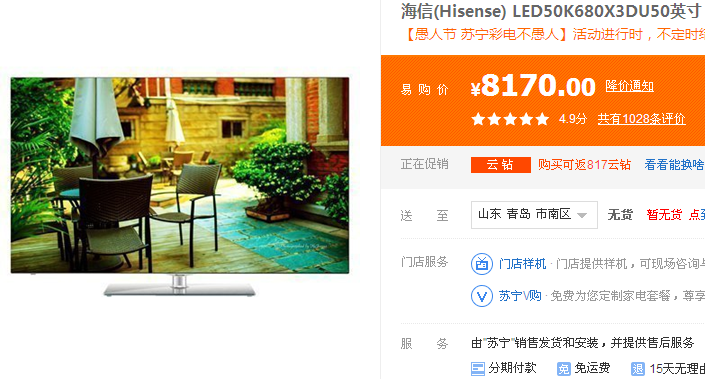 海信(Hisense) LED50K680X3DU50英寸
【愚人节 苏宁彩电不愚人】活动进行时，不定时
易 购 价 ¥8170.00 降价通知
4.9分 共有1028条评价
正在促销 云 钻 购买可返817云钻 看看能换啥
送 至 山东 青岛 市南区 无货 暂无货 点
门店服务 门店样机 · 门店提供样机，可现场咨询
苏宁V购 · 免费为您定制家电套餐，尊享
服 务 由"苏宁"销售发货和安装，并提供售后服务
分期付款 免 免运费 退 15天无理由